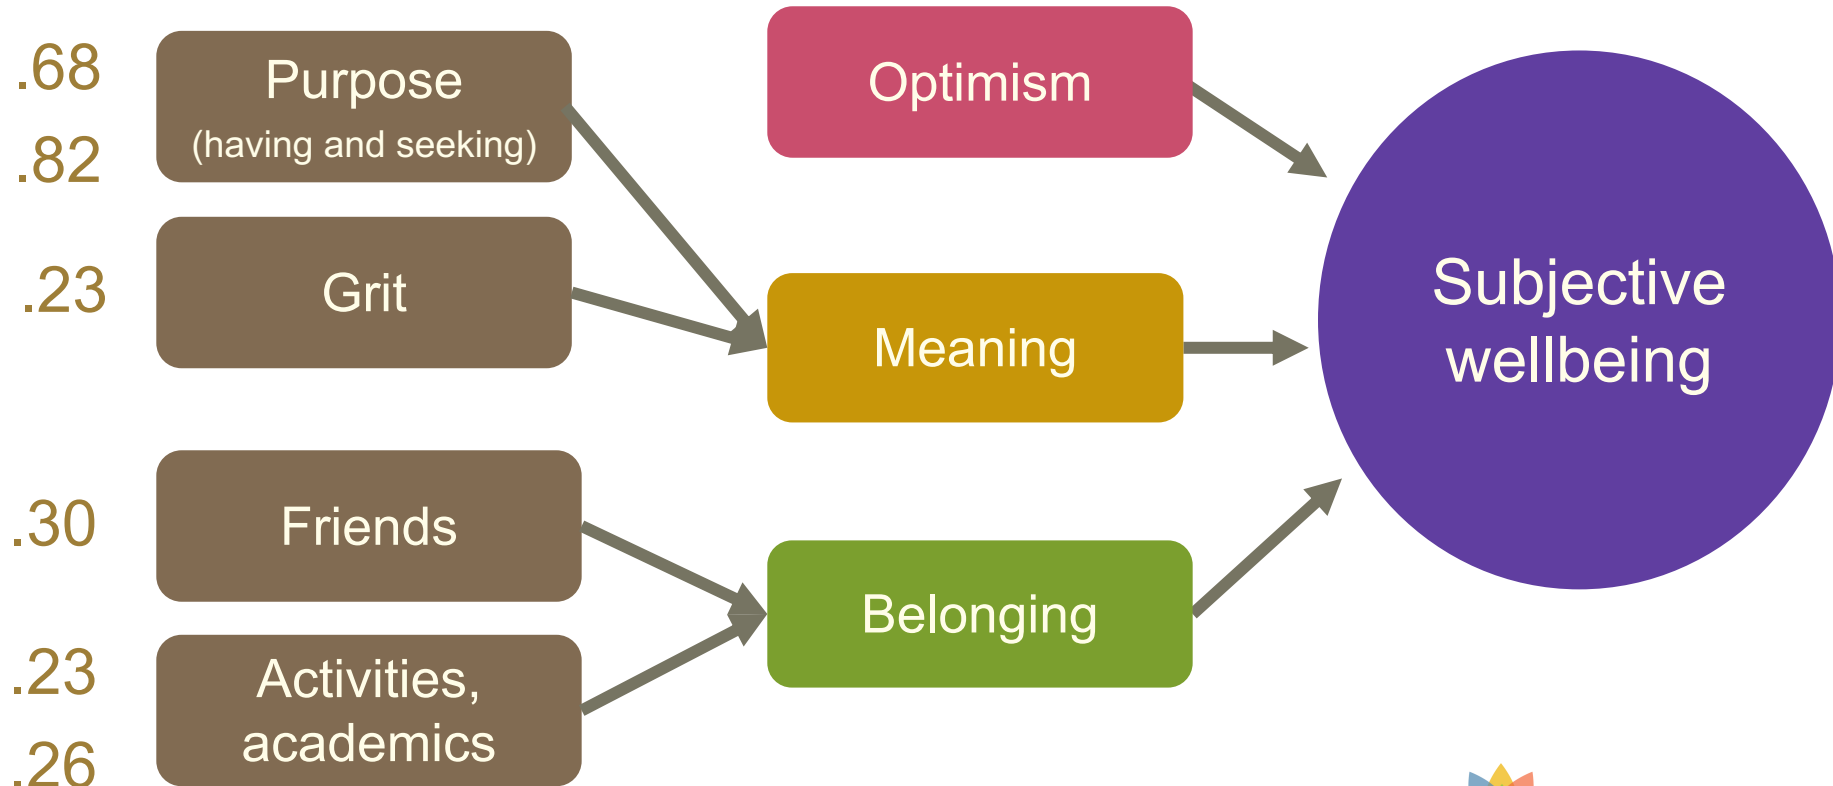 .68
.82
Purpose
(having and seeking)
.23
Grit
.30
Friends
.23
.26
Activities,
academics
Optimism
Meaning
Belonging
Subjective
wellbeing